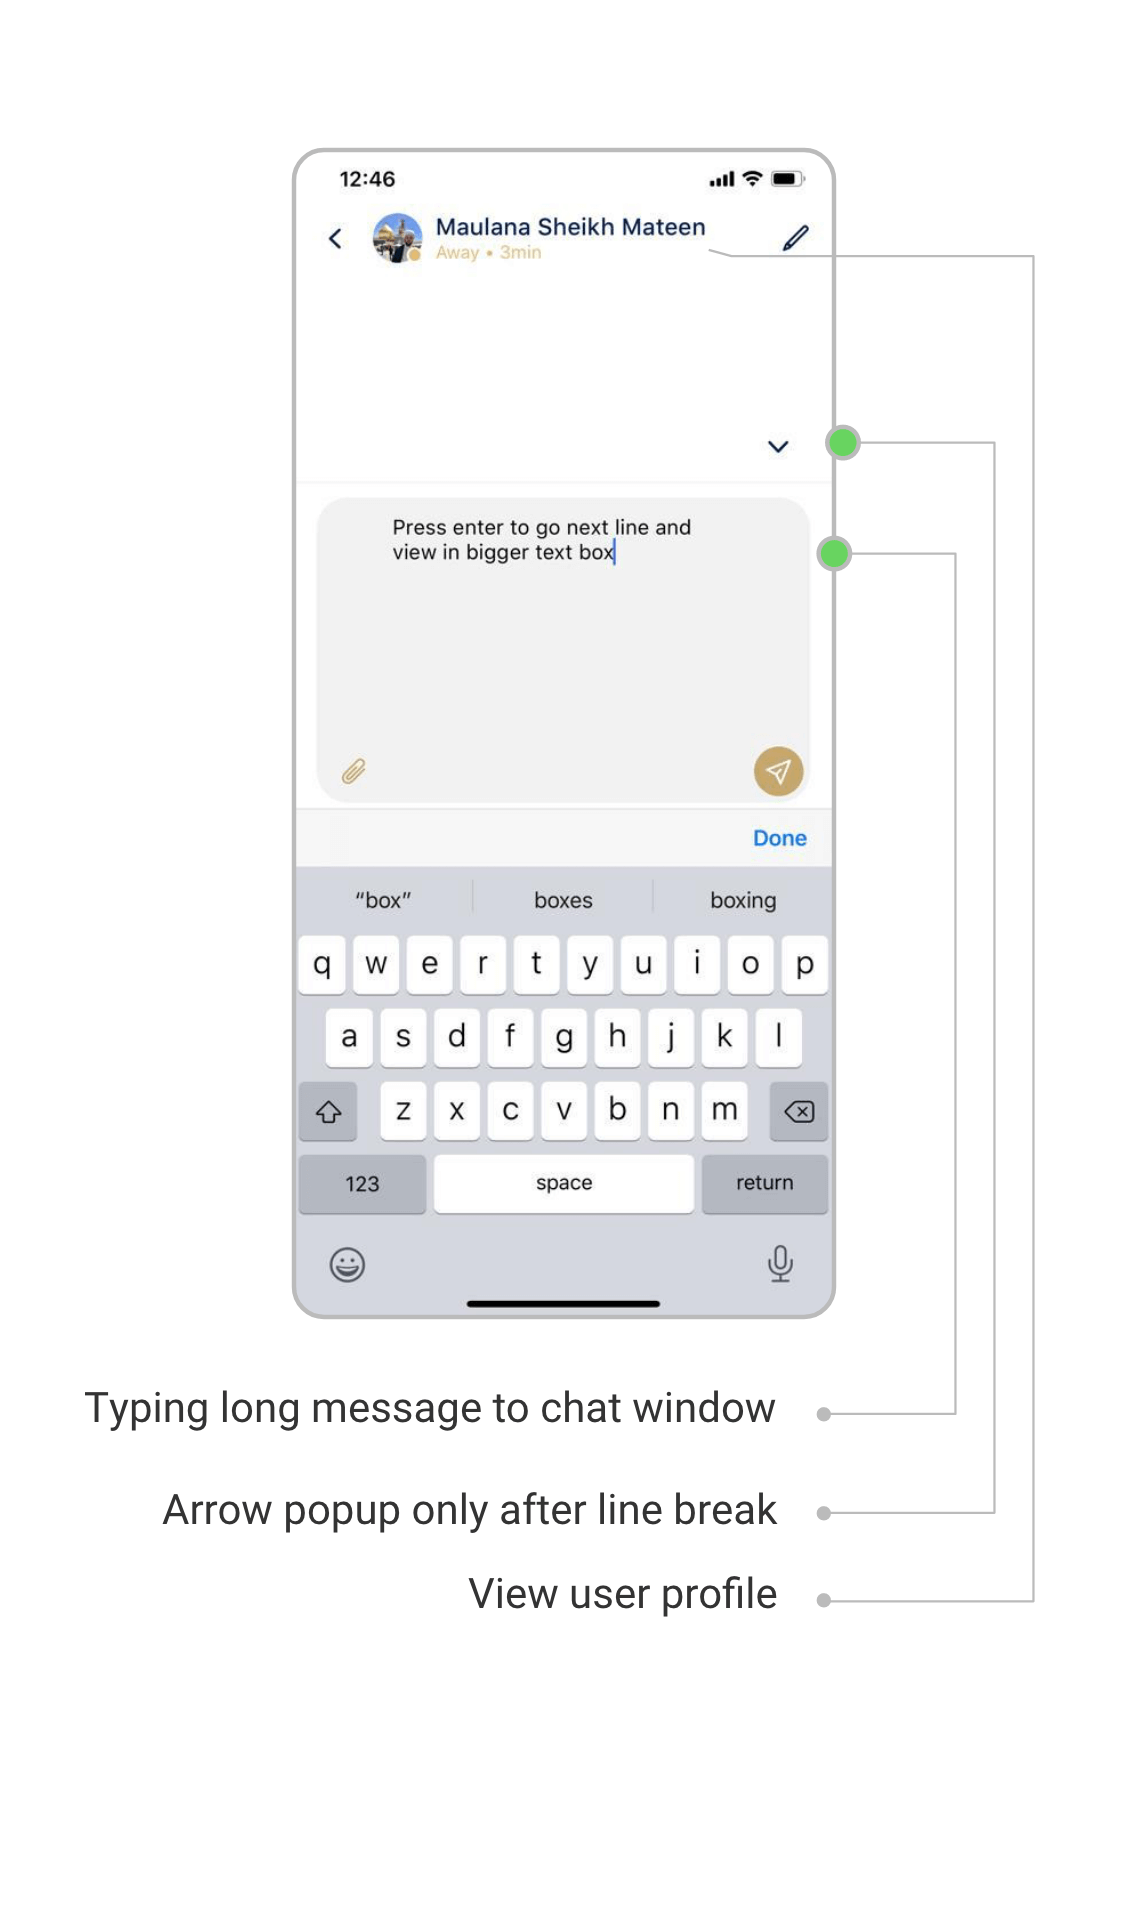 12:46
Maulana Sheikh Mateen
Away • 3min
Press enter to go next line and
view in bigger text box
Done
“box” boxes boxing
q w e r t y u i o p
a s d f g h j k l
z x c v b n m
123 space return
Typing long message to chat window
Arrow popup only after line break
View user profile